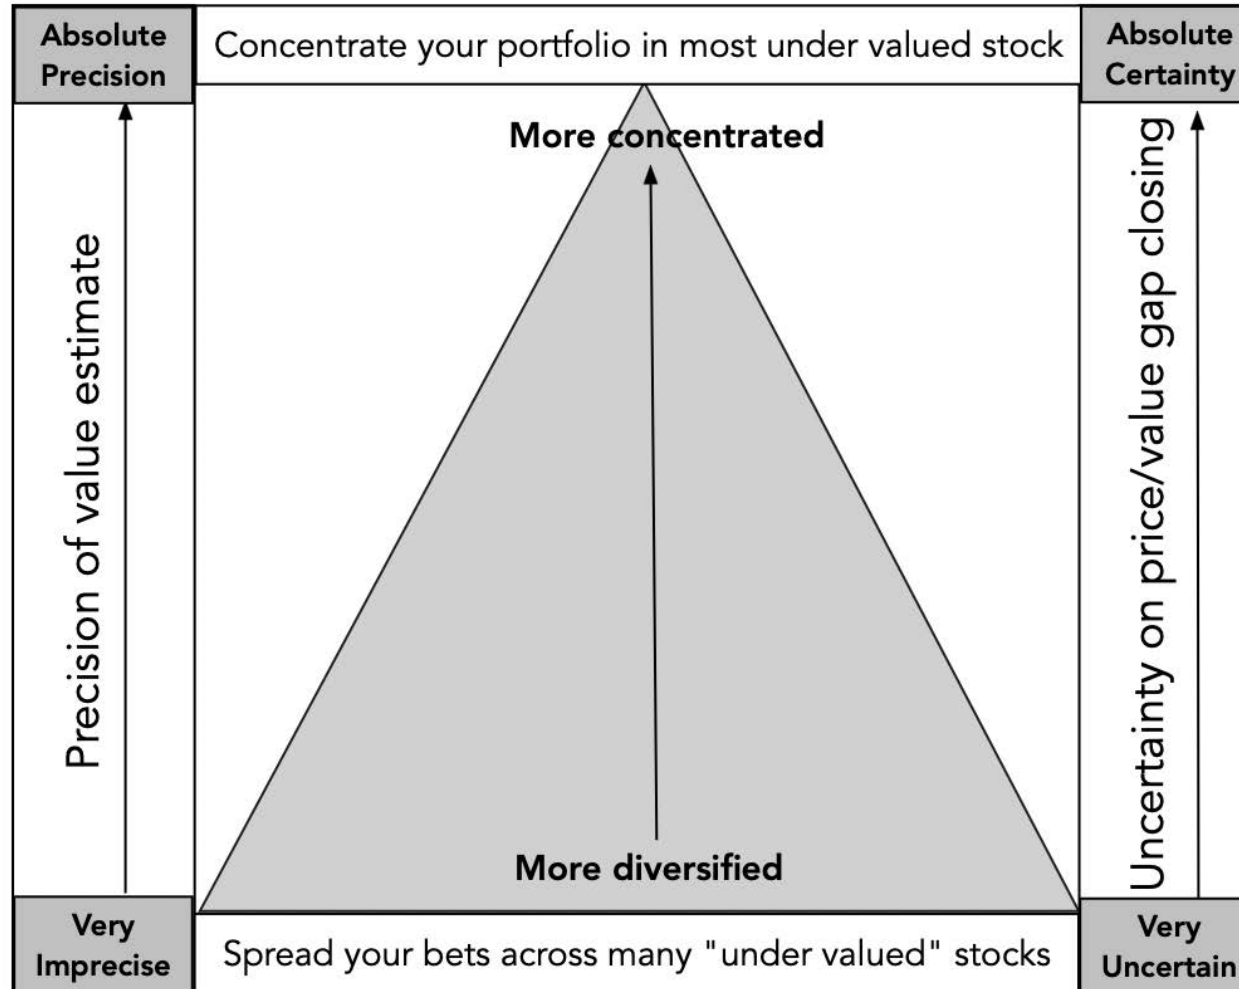 Absolute
Precision
Concentrate your portfolio in most under valued stock
Absolute
Certainty
More concentrated
Precision of value estimate
Uncertainty on price/value gap closing
More diversified
Very
Imprecise
Spread your bets across many "under valued" stocks
Very
Uncertain